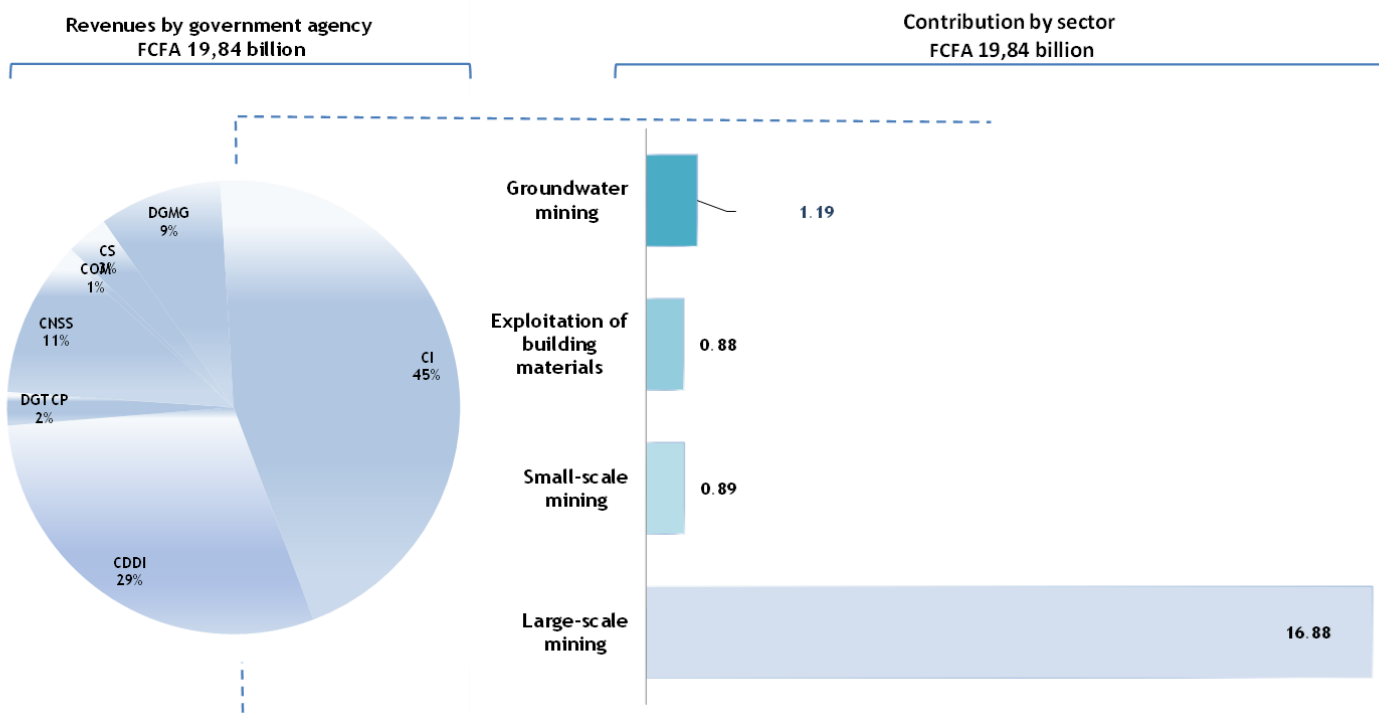 Revenues by government agency
FCFA 19,84 billion
Contribution by sector
FCFA 19,84 billion
DGMG
9%
CS
3%
COM
1%
CNSS
11%
DGTCP
2%
CDDI
29%
CI
45%
Groundwater
mining
1.19
Exploitation of
building
materials
0.88
Small-scale
mining
0.89
Large-scale
mining
16.88